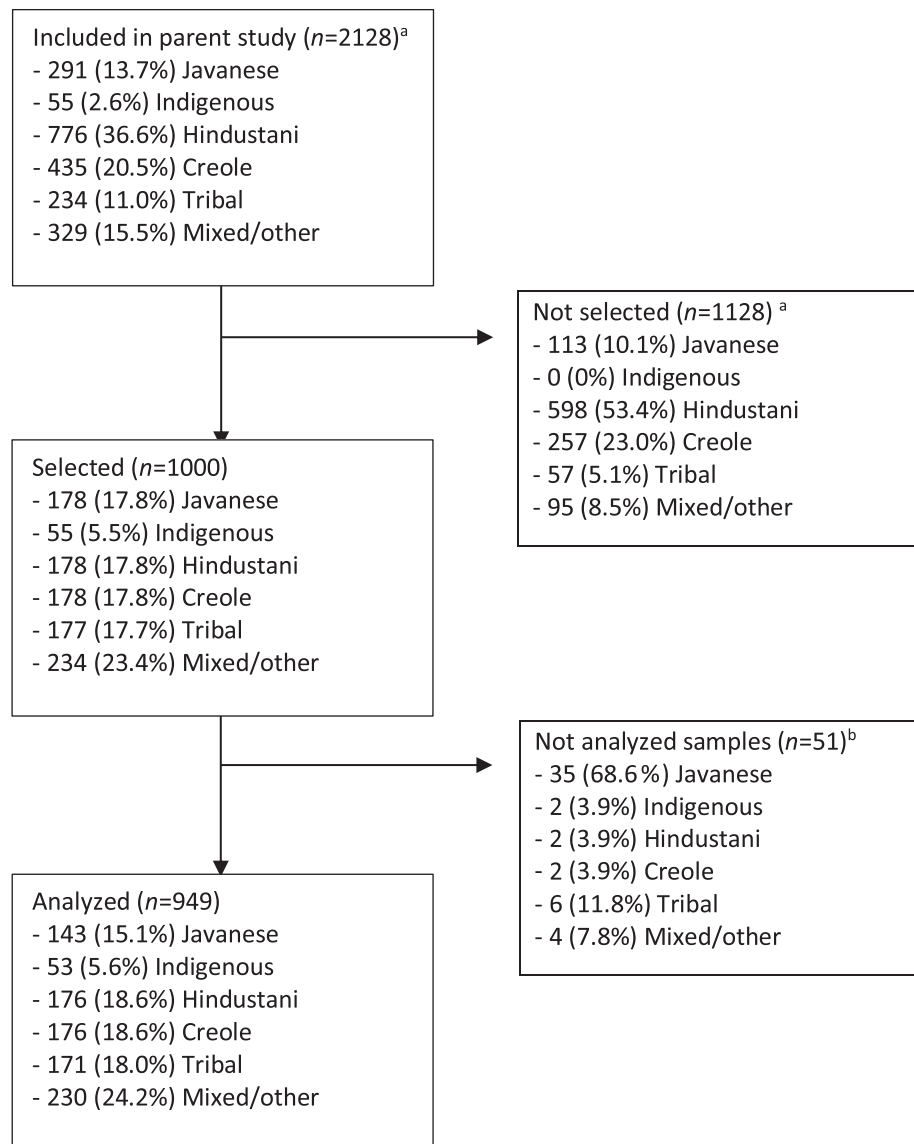 Included in parent study (n=2128)ᵃ
- 291 (13.7%) Javanese
- 55 (2.6%) Indigenous
- 776 (36.6%) Hindustani
- 435 (20.5%) Creole
- 234 (11.0%) Tribal
- 329 (15.5%) Mixed/other
Not selected (n=1128) ᵃ
- 113 (10.1%) Javanese
- 0 (0%) Indigenous
- 598 (53.4%) Hindustani
- 257 (23.0%) Creole
- 57 (5.1%) Tribal
- 95 (8.5%) Mixed/other
Selected (n=1000)
- 178 (17.8%) Javanese
- 55 (5.5%) Indigenous
- 178 (17.8%) Hindustani
- 178 (17.8%) Creole
- 177 (17.7%) Tribal
- 234 (23.4%) Mixed/other
Not analyzed samples (n=51)ᵇ
- 35 (68.6%) Javanese
- 2 (3.9%) Indigenous
- 2 (3.9%) Hindustani
- 2 (3.9%) Creole
- 6 (11.8%) Tribal
- 4 (7.8%) Mixed/other
Analyzed (n=949)
- 143 (15.1%) Javanese
- 53 (5.6%) Indigenous
- 176 (18.6%) Hindustani
- 176 (18.6%) Creole
- 171 (18.0%) Tribal
- 230 (24.2%) Mixed/other